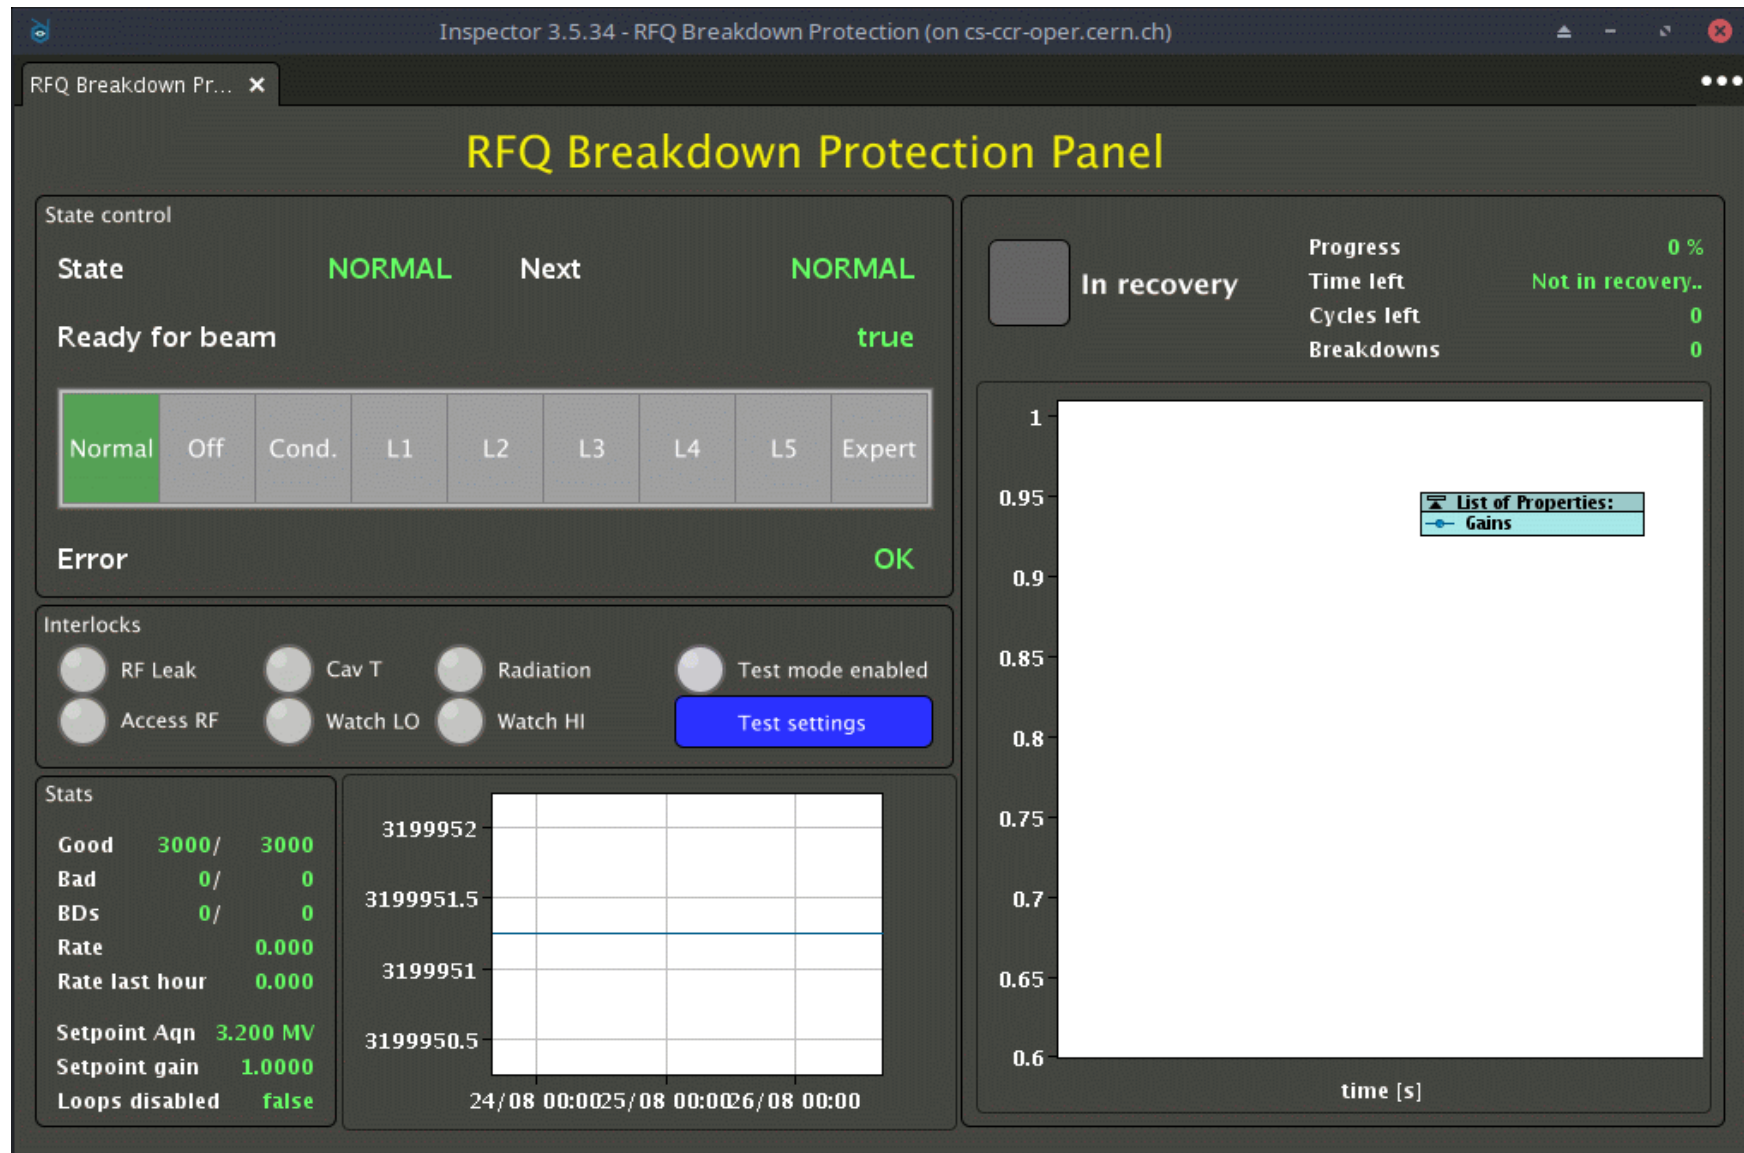 Inspector 3.5.34 - RFQ Breakdown Protection (on cs-ccr-oper.cern.ch)
RFQ Breakdown Pr...
RFQ Breakdown Protection Panel
State control
State NORMAL Next NORMAL
Ready for beam true
Normal Off Cond. L1 L2 L3 L4 L5 Expert
Error OK
Interlocks
RF Leak Cav T Radiation Test mode enabled
Access RF Watch LO Watch HI Test settings
Stats
Good 3000/ 3000
Bad 0/ 0
BDs 0/ 0
Rate 0.000
Rate last hour 0.000
Setpoint Aqn 3.200 MV
Setpoint gain 1.0000
Loops disabled false
3199952
3199951.5
3199951
3199950.5
24/08 00:00 25/08 00:00 26/08 00:00
In recovery
Progress 0 %
Time left Not in recovery..
Cycles left 0
Breakdowns 0
1
0.95
0.9
0.85
0.8
0.75
0.7
0.65
0.6
List of Properties:
Gains
time [s]